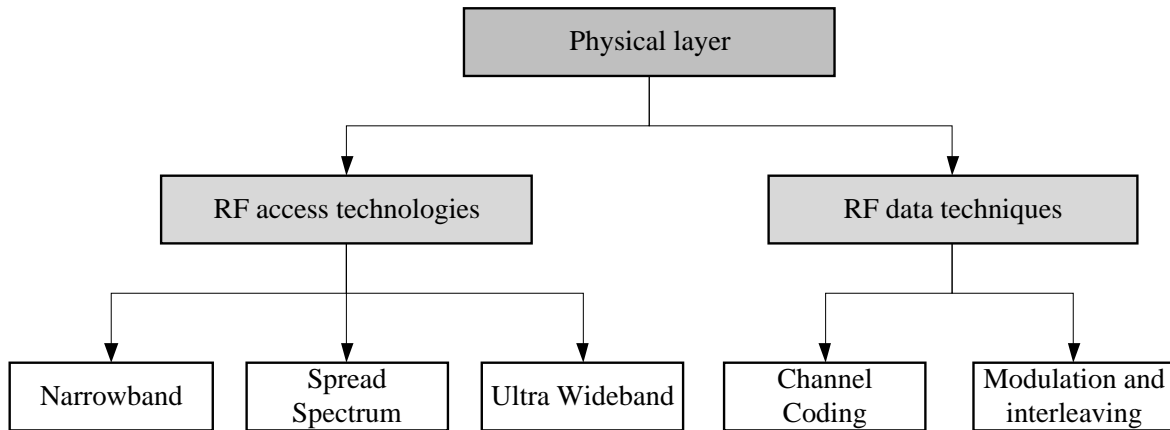 Physical layer
RF access technologies
RF data techniques
Narrowband
Spread
Spectrum
Ultra Wideband
Channel
Coding
Modulation and
interleaving